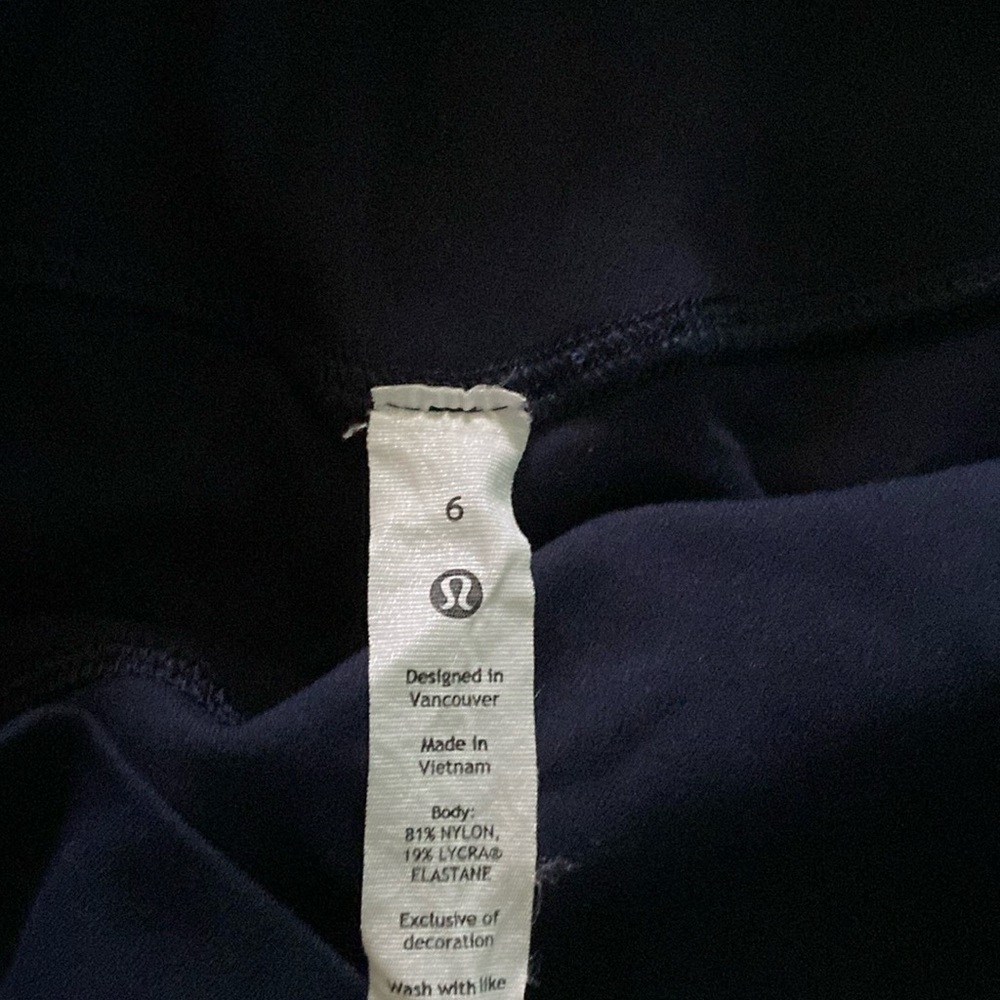 6
Designed in
Vancouver
Made in
Vietnam
Body:
81% NYLON,
19% LYCRA®
ELASTANE
Exclusive of
decoration
Wash with like